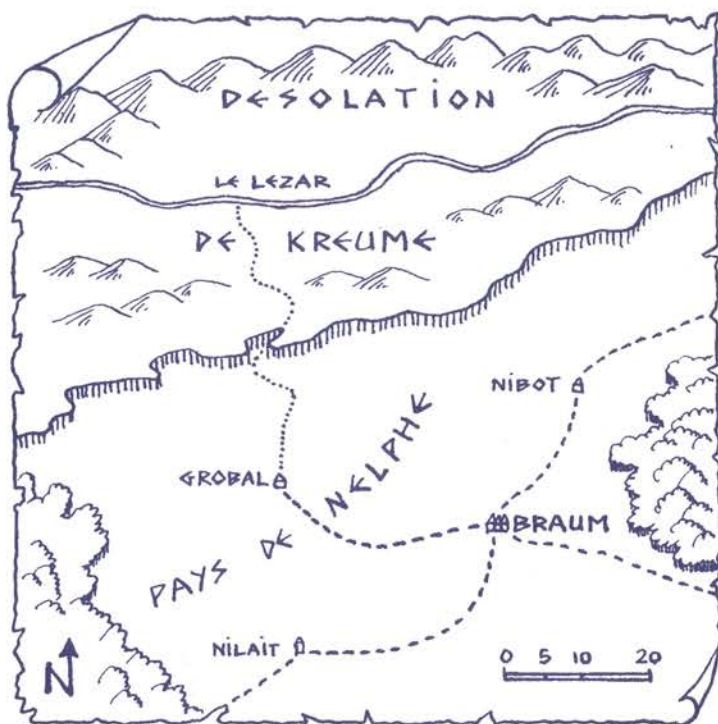 DESOLATION
LE LEZAR
DE KREUME
NIBOT
NELPHE
GROBAL
BRAUM
PAYS DE
NILAIT
0 5 10 20
N